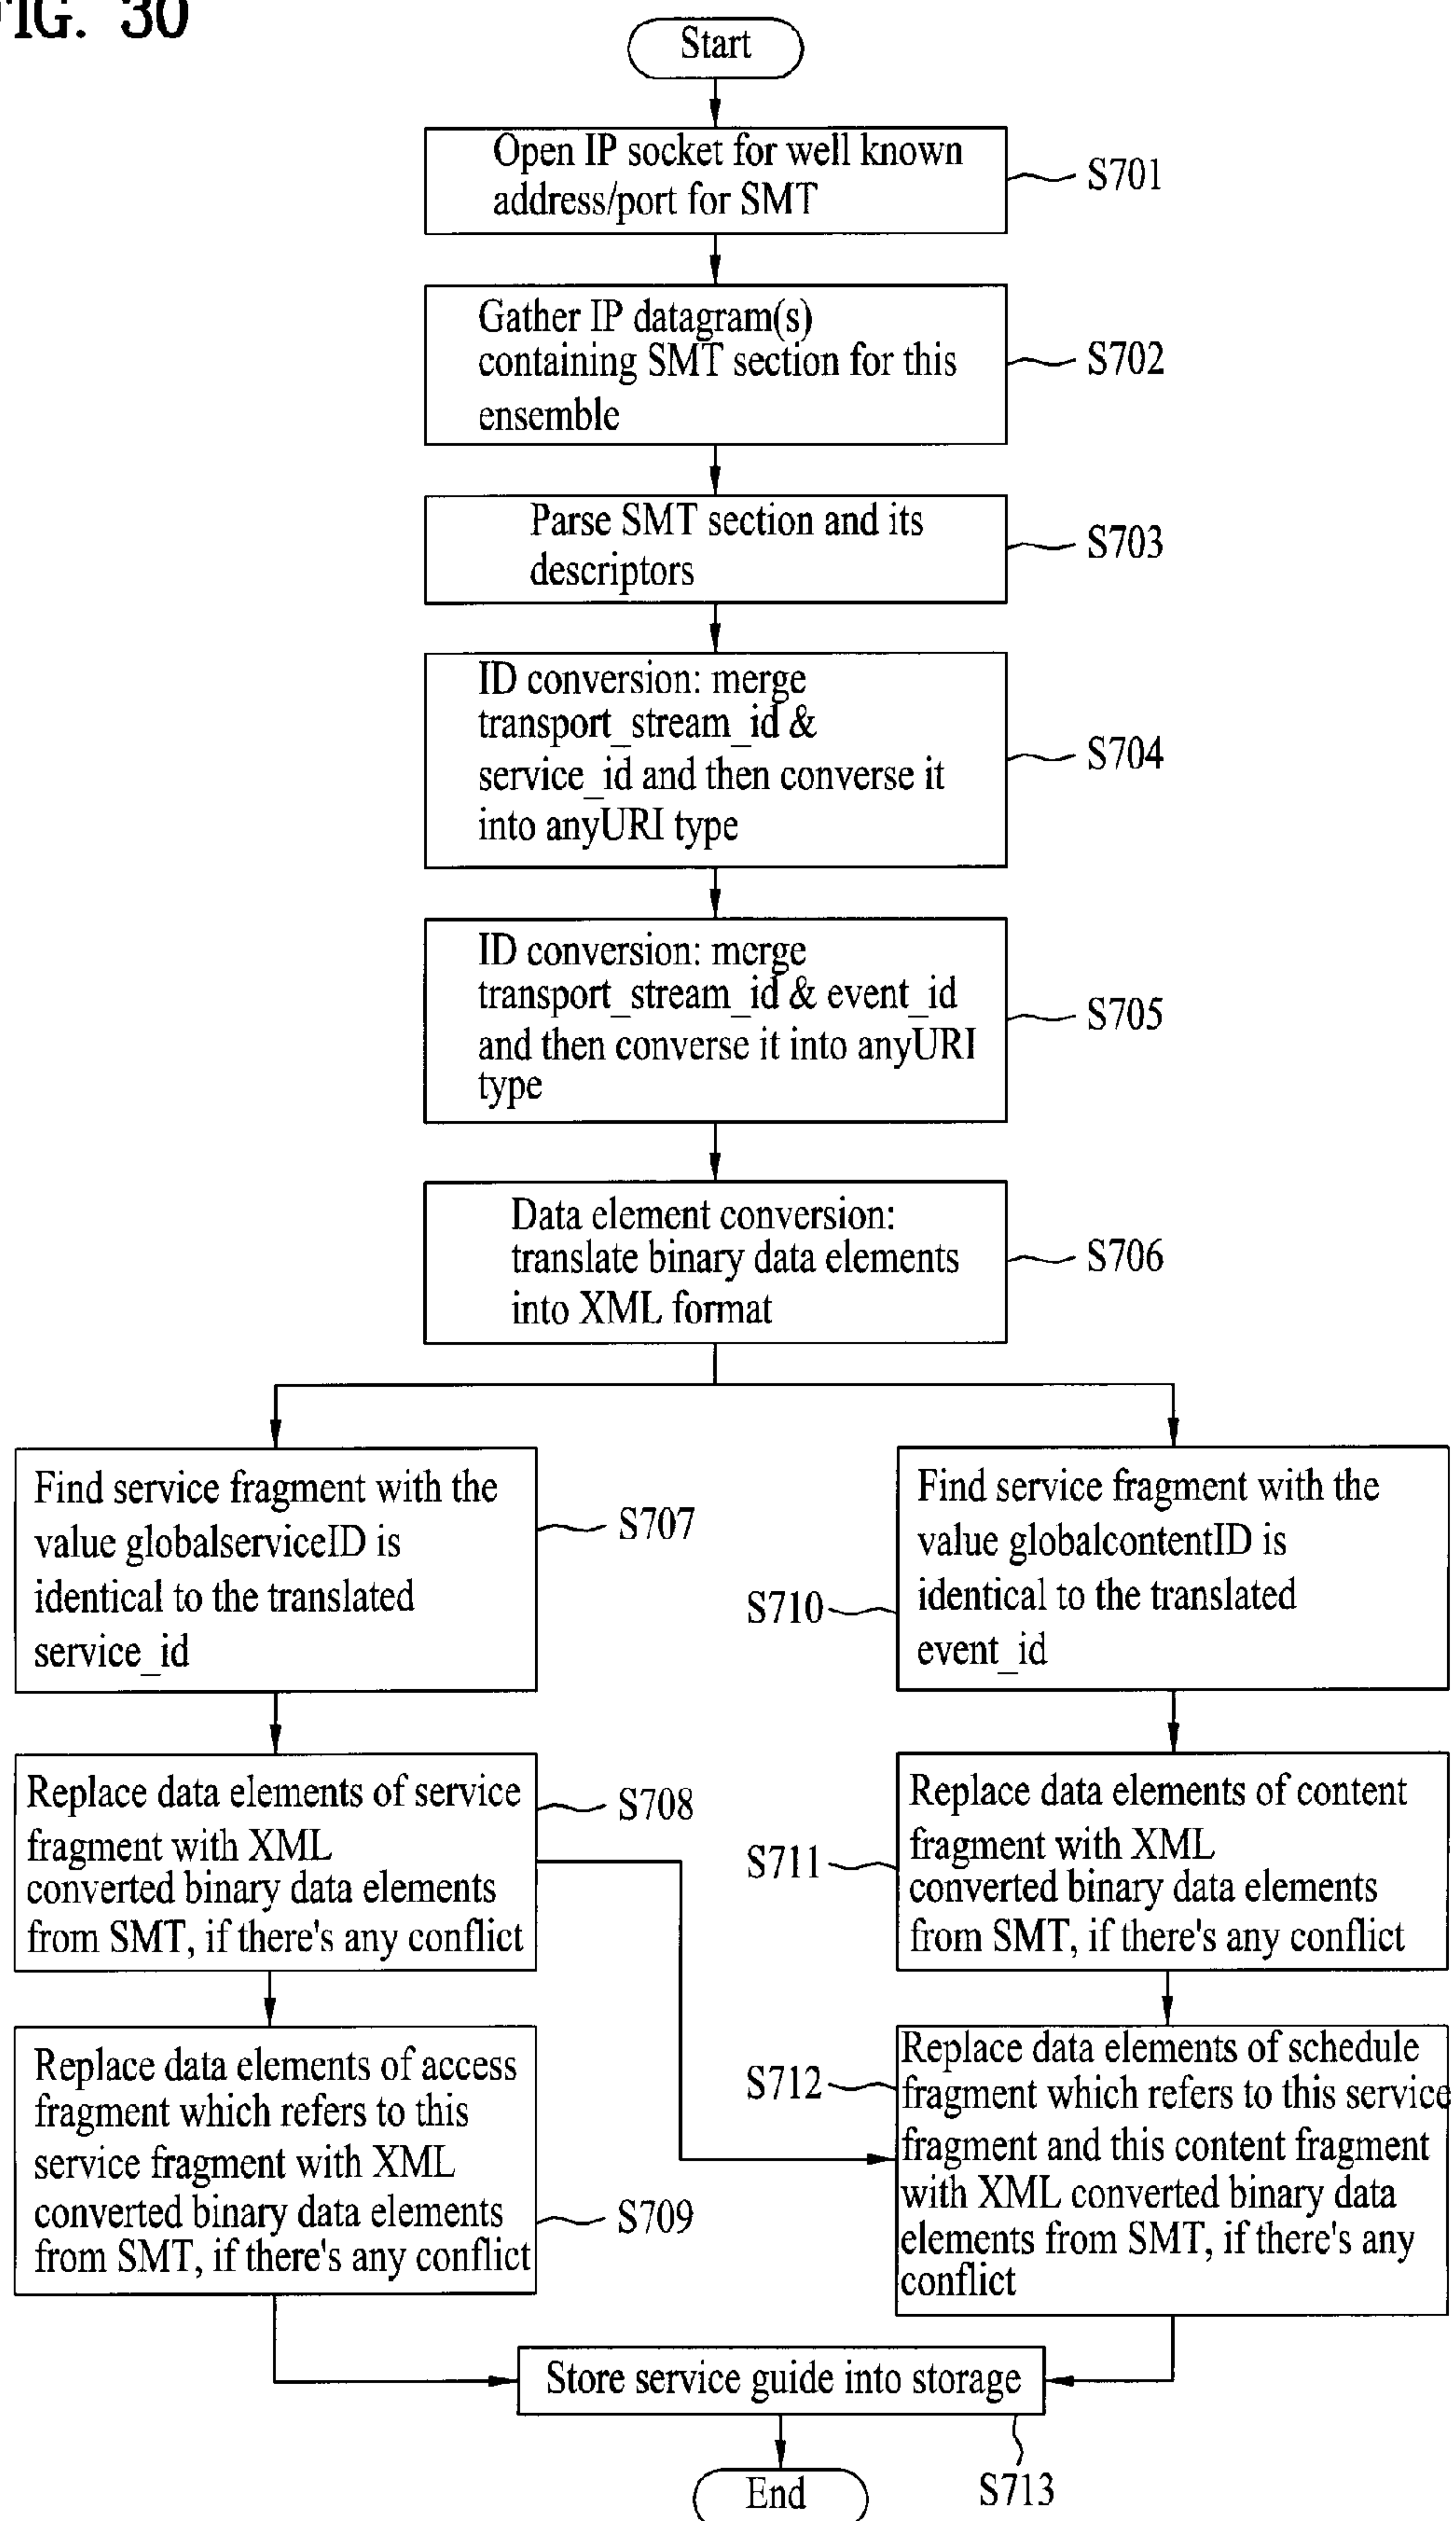 FIG. 30
Start
Open IP socket for well known
address/port for SMT
S701
Gather IP datagram(s)
containing SMT section for this
ensemble
S702
Parse SMT section and its
descriptors
S703
ID conversion: merge
transport_stream_id &
service_id and then converse it
into anyURI type
S704
ID conversion: merge
transport_stream_id & event_id
and then converse it into anyURI
type
S705
Data element conversion:
translate binary data elements
into XML format
S706
Find service fragment with the
value globalserviceID is
identical to the translated
service_id
S707
Replace data elements of service
fragment with XML
converted binary data elements
from SMT, if there's any conflict
S708
Replace data elements of access
fragment which refers to this
service fragment with XML
converted binary data elements
from SMT, if there's any conflict
S709
Find service fragment with the
value globalcontentID is
identical to the translated
event_id
S710
Replace data elements of content
fragment with XML
converted binary data elements
from SMT, if there's any conflict
S711
Replace data elements of schedule
fragment which refers to this service
fragment and this content fragment
with XML converted binary data
elements from SMT, if there's any
conflict
S712
Store service guide into storage
S713
End